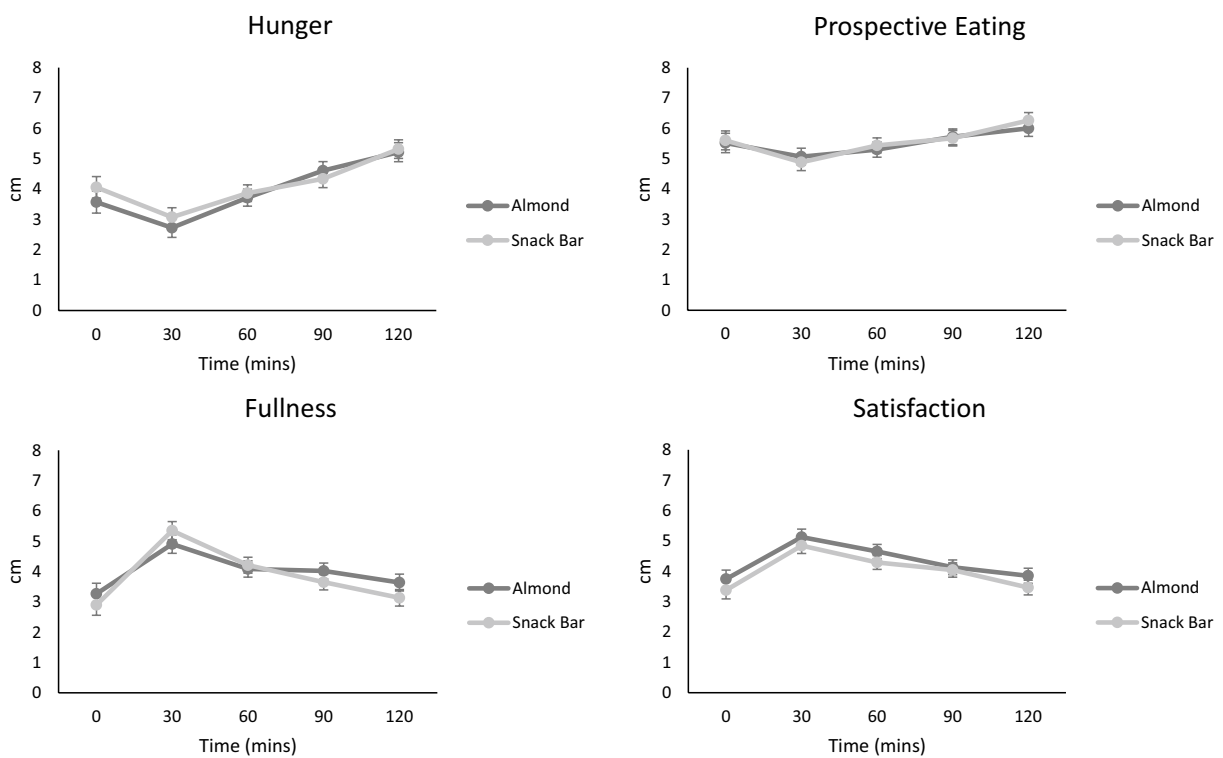 Hunger
8
7
6
5
4
3
2
1
0
cm
0 30 60 90 120
Time (mins)
Almond
Snack Bar
Prospective Eating
8
7
6
5
4
3
2
1
0
cm
0 30 60 90 120
Time (mins)
Almond
Snack Bar
Fullness
8
7
6
5
4
3
2
1
0
cm
0 30 60 90 120
Time (mins)
Almond
Snack Bar
Satisfaction
8
7
6
5
4
3
2
1
0
cm
0 30 60 90 120
Time (mins)
Almond
Snack Bar